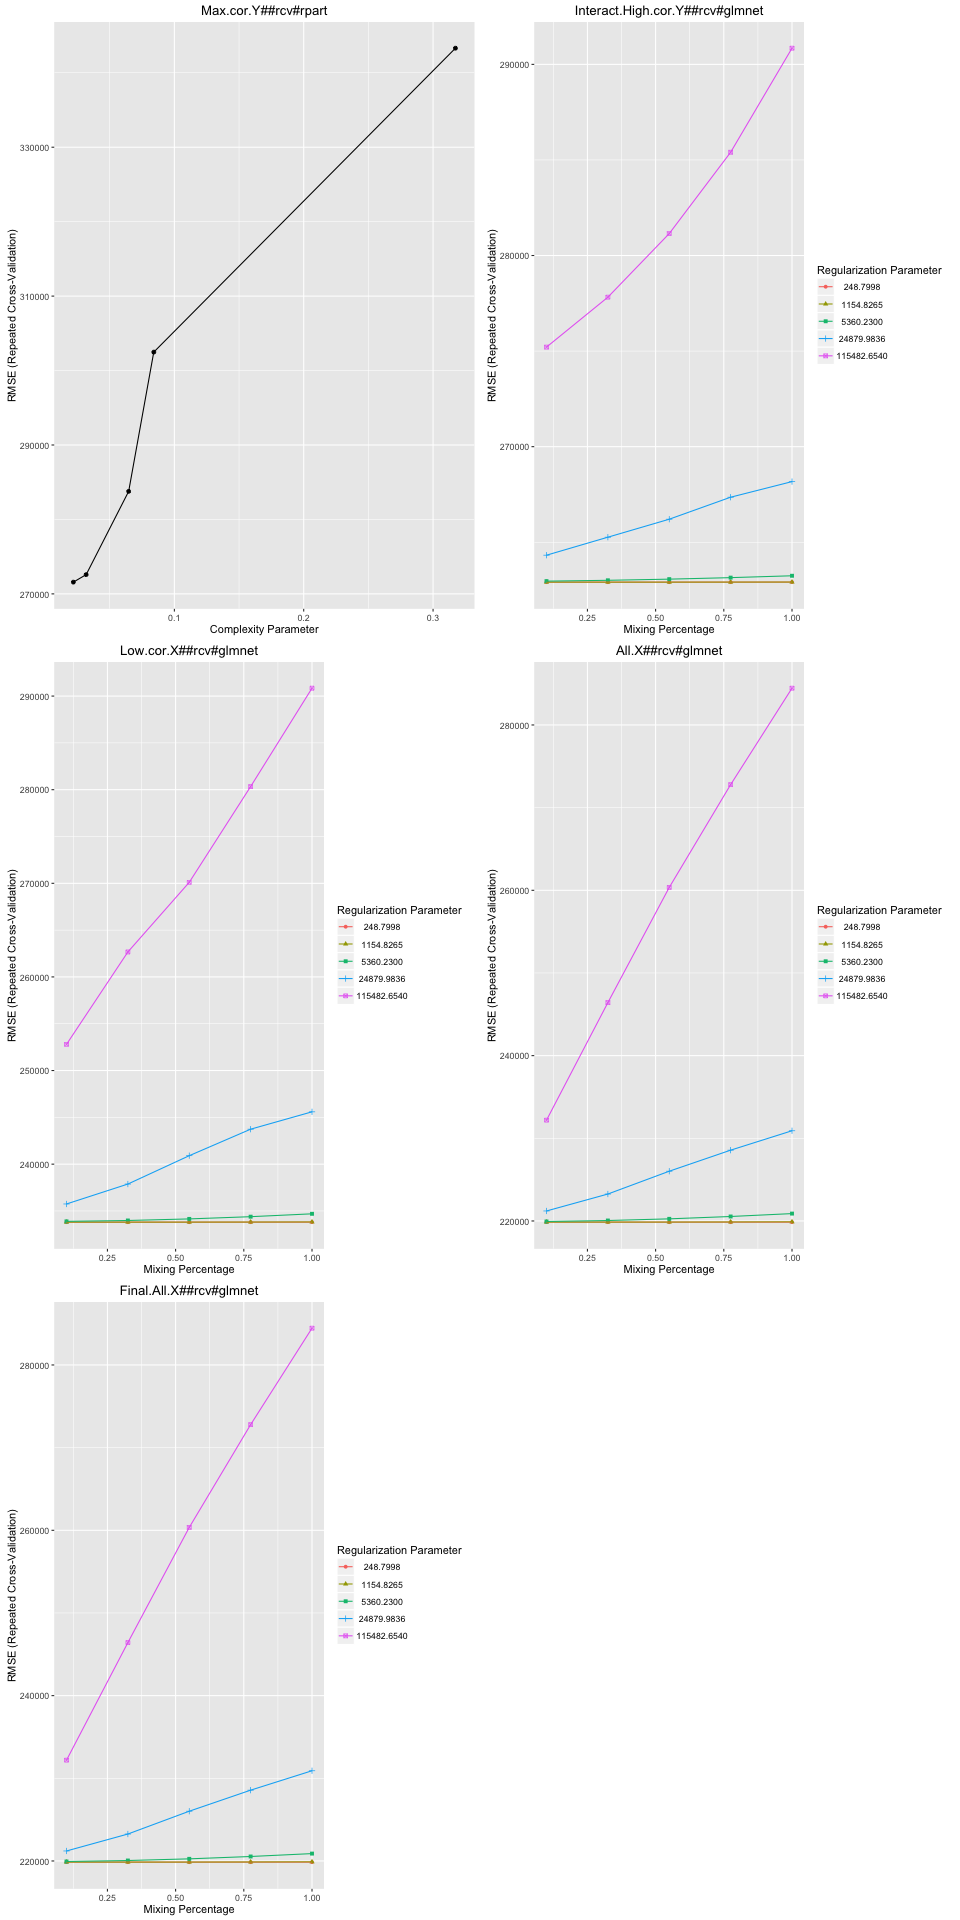 Max.cor.Y##rcv#rpart
RMSE (Repeated Cross-Validation)
330000
310000
290000
270000
0.1 0.2 0.3
Complexity Parameter
Interact.High.cor.Y##rcv#glmnet
RMSE (Repeated Cross-Validation)
290000
280000
270000
0.25 0.50 0.75 1.00
Mixing Percentage
Regularization Parameter
248.7998
1154.8265
5360.2300
24879.9836
115482.6540
Low.cor.X##rcv#glmnet
RMSE (Repeated Cross-Validation)
290000
280000
270000
260000
250000
240000
0.25 0.50 0.75 1.00
Mixing Percentage
Regularization Parameter
248.7998
1154.8265
5360.2300
24879.9836
115482.6540
All.X##rcv#glmnet
RMSE (Repeated Cross-Validation)
280000
260000
240000
220000
0.25 0.50 0.75 1.00
Mixing Percentage
Regularization Parameter
248.7998
1154.8265
5360.2300
24879.9836
115482.6540
Final.All.X##rcv#glmnet
RMSE (Repeated Cross-Validation)
280000
260000
240000
220000
0.25 0.50 0.75 1.00
Mixing Percentage
Regularization Parameter
248.7998
1154.8265
5360.2300
24879.9836
115482.6540